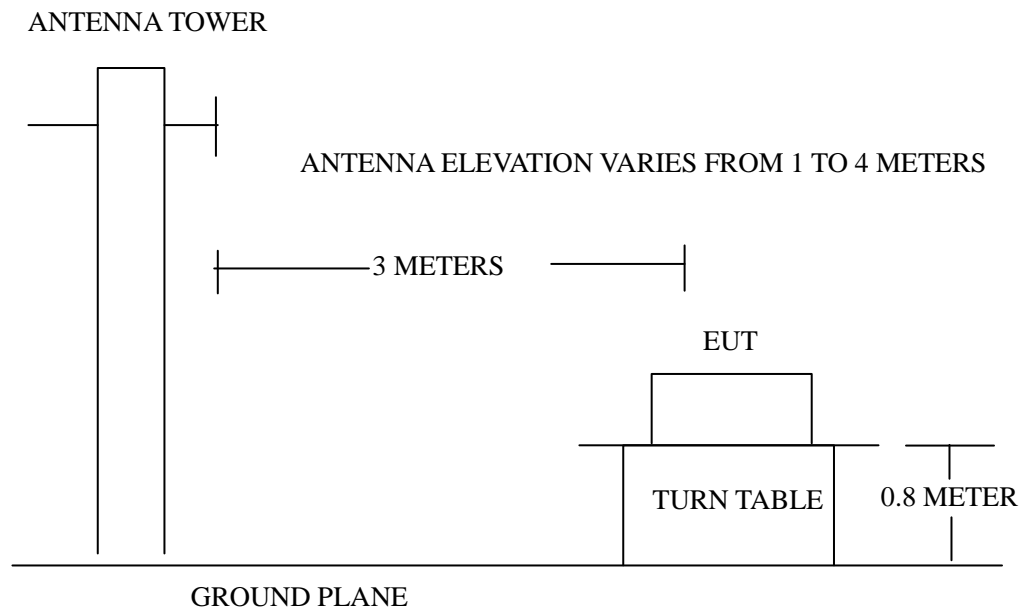 ANTENNA TOWER
ANTENNA ELEVATION VARIES FROM 1 TO 4 METERS
3 METERS
EUT
TURN TABLE
0.8 METER
GROUND PLANE